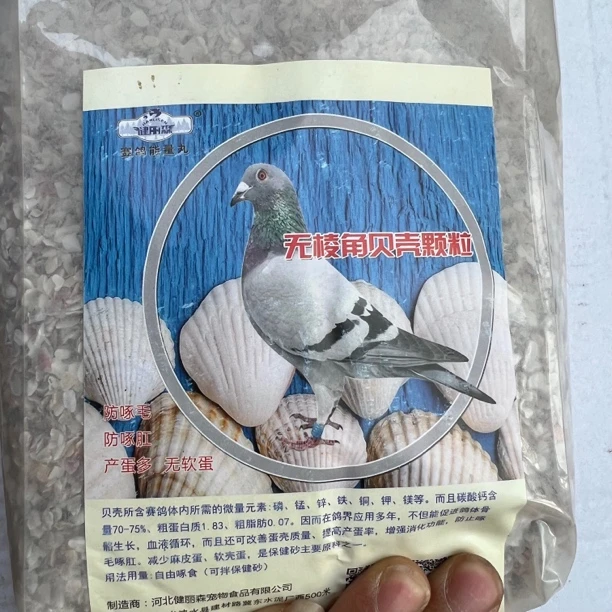 健丽森
赛鸽能量丸
无棱角贝壳颗粒
防啄毛
防啄肛
产蛋多 无软蛋
贝壳所含赛鸽体内所需的微量元素:磷、锰、锌、铁、铜、钾、镁等。而且碳酸钙含
量70-75%、粗蛋白质1.83、粗脂肪0.07。因而在鸽界应用多年,不但能促进鸽体骨
骼生长,血液循环,而且还可改善蛋壳质量、提高产蛋率,增强消化功能,防止啄
毛啄肛。减少麻皮蛋、软壳蛋,是保健砂主要原料之一。
用法用量:自由啄食(可拌保健砂)
制造商:河北健丽森宠物食品有限公司